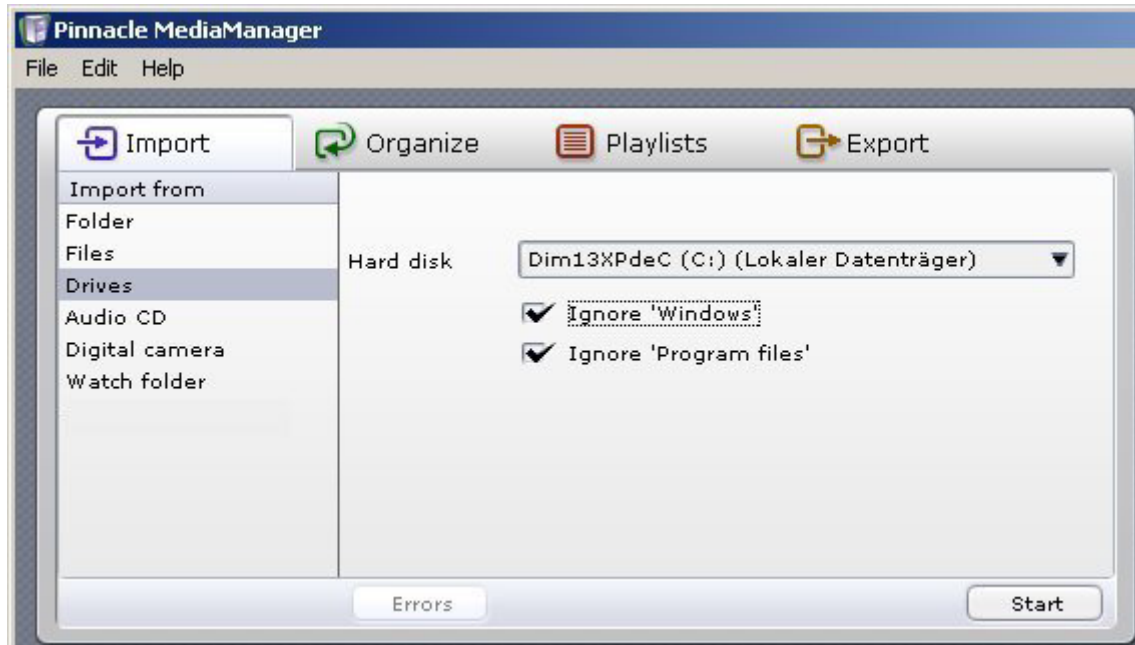 Pinnacle MediaManager
File Edit Help
Import Organize Playlists Export
Import from
Folder
Files
Drives
Audio CD
Digital camera
Watch folder
Hard disk Dim13XPdeC (C:) (Lokaler Datenträger)
Ignore 'Windows'
Ignore 'Program files'
Errors Start